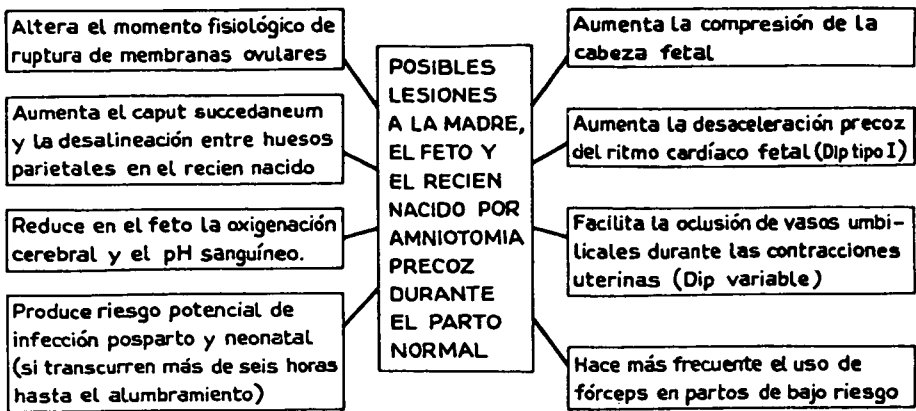 Altera el momento fisiológico de
ruptura de membranas ovulares
Aumenta el caput succedaneum
y la desalineación entre huesos
parietales en el recien nacido
Reduce en el feto la oxigenación
cerebral y el pH sanguíneo.
Produce riesgo potencial de
infección posparto y neonatal
(si transcurren más de seis horas
hasta el alumbramiento)
POSIBLES
LESIONES
A LA MADRE,
EL FETO Y
EL RECIEN
NACIDO POR
AMNIOTOMIA
PRECOZ
DURANTE
EL PARTO
NORMAL
Aumenta la compresión de la
cabeza fetal
Aumenta la desaceleración precoz
del ritmo cardíaco fetal (Dip tipo I)
Facilita la oclusión de vasos umbi-
licales durante las contracciones
uterinas (Dip variable)
Hace más frecuente el uso de
fórceps en partos de bajo riesgo